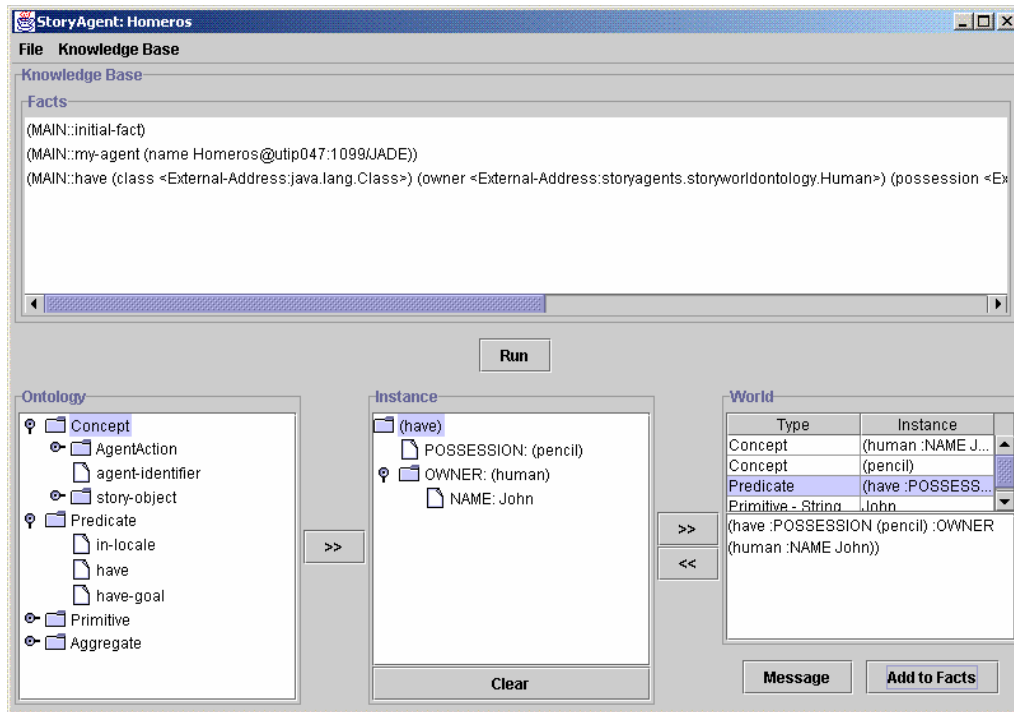 StoryAgent: Homeros
File Knowledge Base
Knowledge Base
Facts
(MAIN::initial-fact)
(MAIN::my-agent (name Homeros@utip047:1099/JADE))
(MAIN::have (class <External-Address:java.lang.Class>) (owner <External-Address:storyagents.storyworldontology.Human>) (possession <Ex
Run
Ontology
Concept
AgentAction
agent-identifier
story-object
Predicate
in-locale
have
have-goal
Primitive
Aggregate
>>
Instance
(have)
POSSESSION: (pencil)
OWNER: (human)
NAME: John
Clear
>>
<<
World
Type Instance
Concept (human :NAME J...
Concept (pencil)
Predicate (have :POSSESS...
Primitive - String John
(have :POSSESSION (pencil) :OWNER
(human :NAME John))
Message Add to Facts